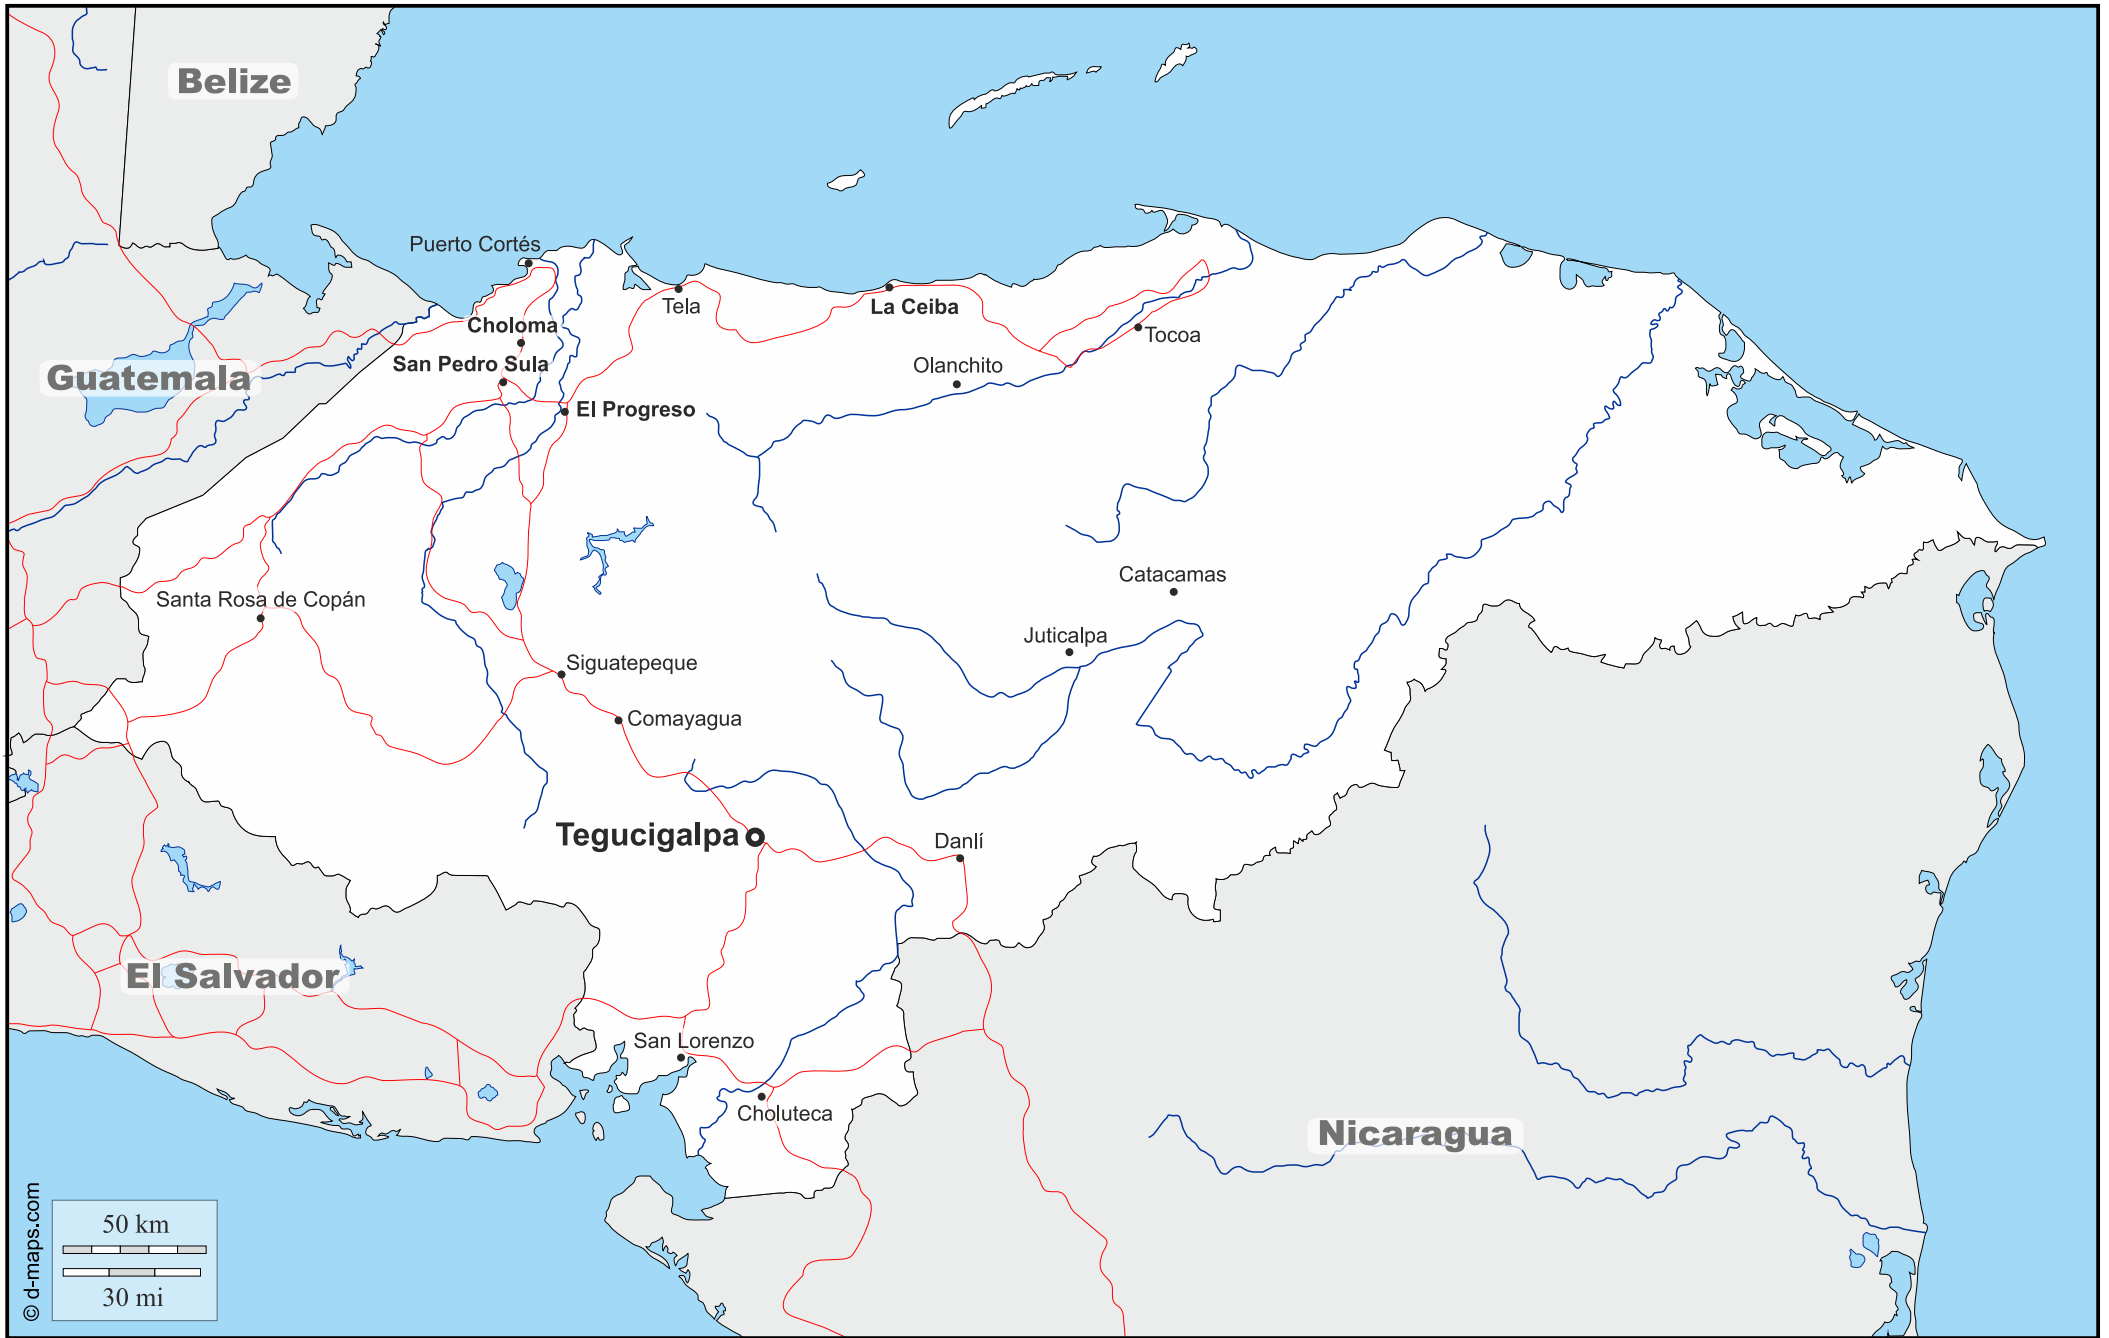 Belize
Puerto Cortés
Tela
La Ceiba
Choloma
Tocoa
San Pedro Sula
Olanchito
Guatemala
El Progreso
Catacamas
Santa Rosa de Copán
Juticalpa
Siguatepeque
Comayagua
Tegucigalpa
Danlí
El Salvador
San Lorenzo
Choluteca
Nicaragua
50 km
30 mi
© d-maps.com